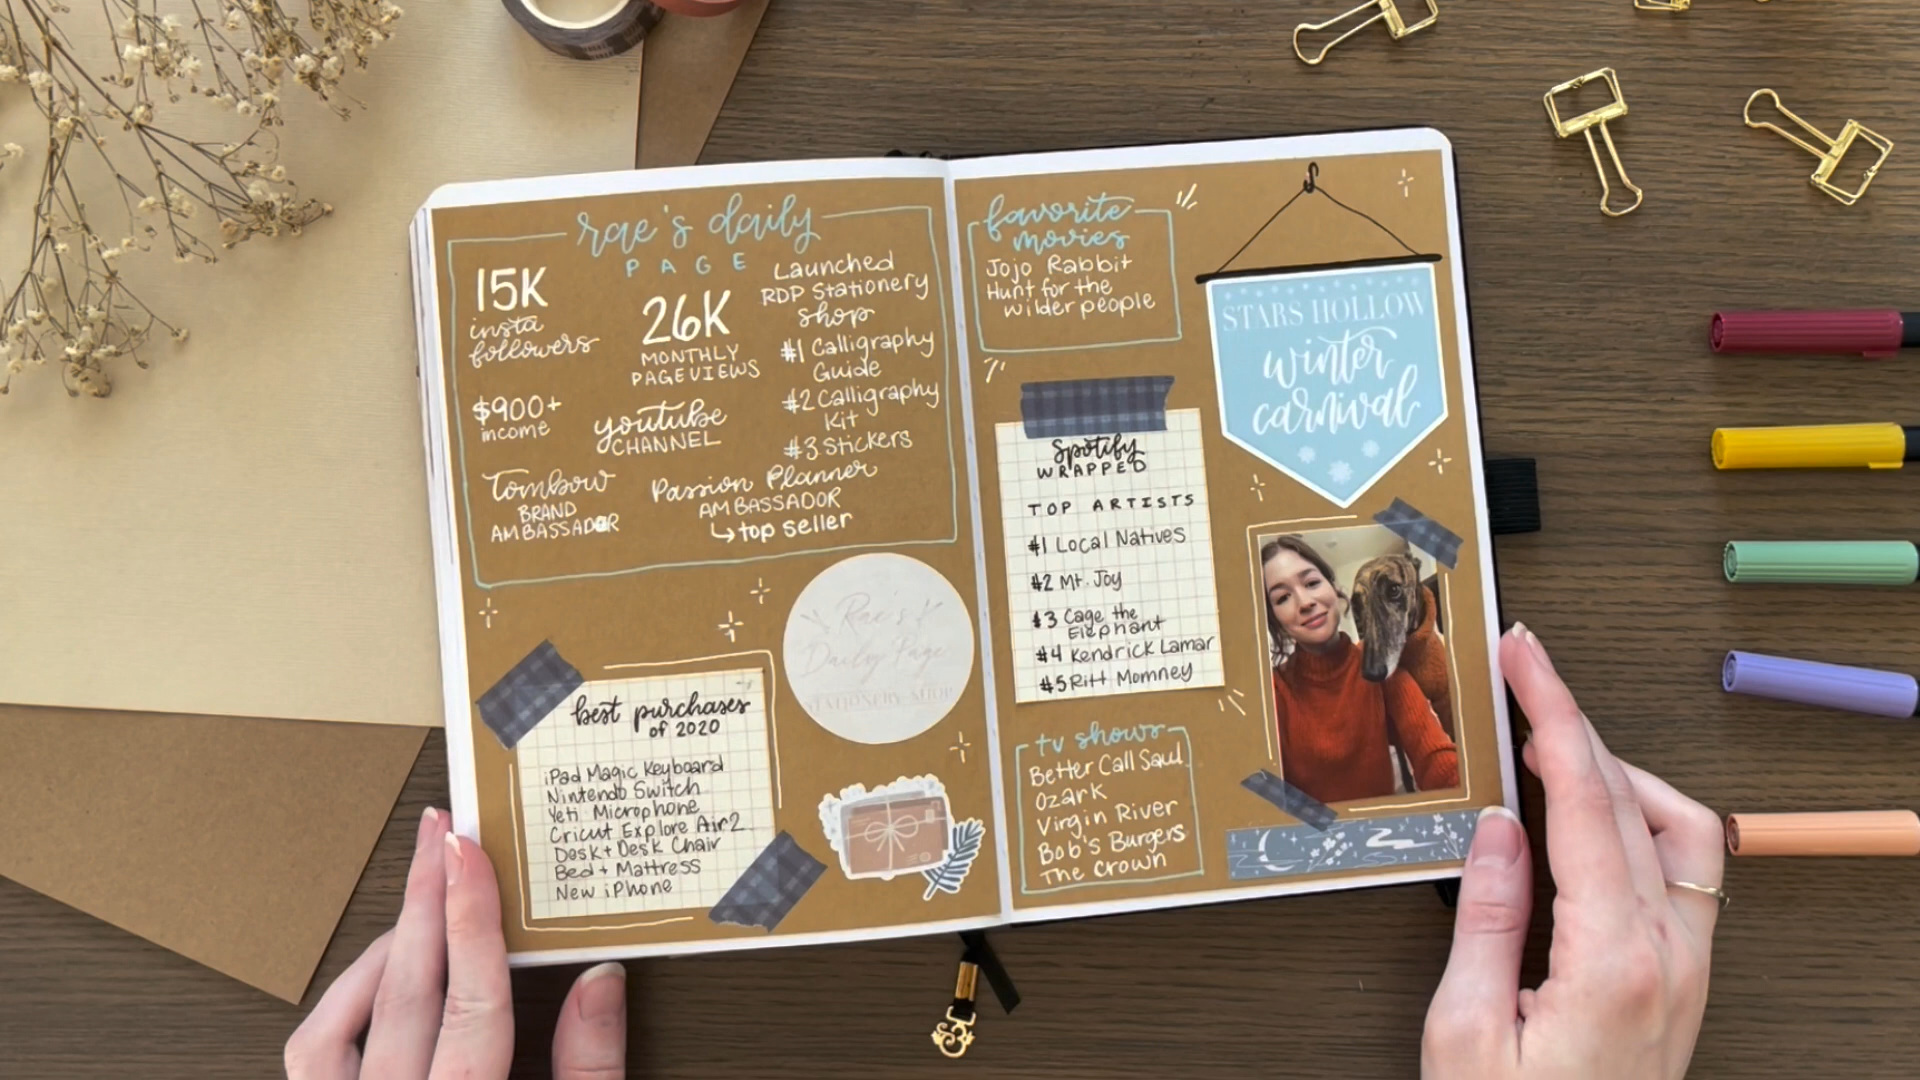 rae's daily
PAGE
15K
insta
followers
26K
MONTHLY
PAGEVIEWS
Launched
RDP Stationery
shop
#1 Calligraphy
Guide
#2 Calligraphy
Kit
#3 Stickers
$900+
income
youtube
CHANNEL
Tombow
BRAND
AMBASSADOR
Passion Planner
AMBASSADOR
↳top seller
Rae's
Daily Page
STATIONERY SHOP
best purchases
of 2020
iPad Magic Keyboard
Nintendo Switch
Yeti Microphone
Cricut Explore Air2
Desk+Desk Chair
Bed + Mattress
New iPhone
favorite
movies
Jojo Rabbit
Hunt for the
wilderpeople
STARS HOLLOW
winter
carnival
Spotify
WRAPPED
TOP ARTISTS
#1 Local Natives
#2 Mt. Joy
#3 Cage the
Elephant
#4 Kendrick Lamar
#5 Ritt Momney
tv shows
Better Call Saul
Ozark
Virgin River
Bob's Burgers
The Crown